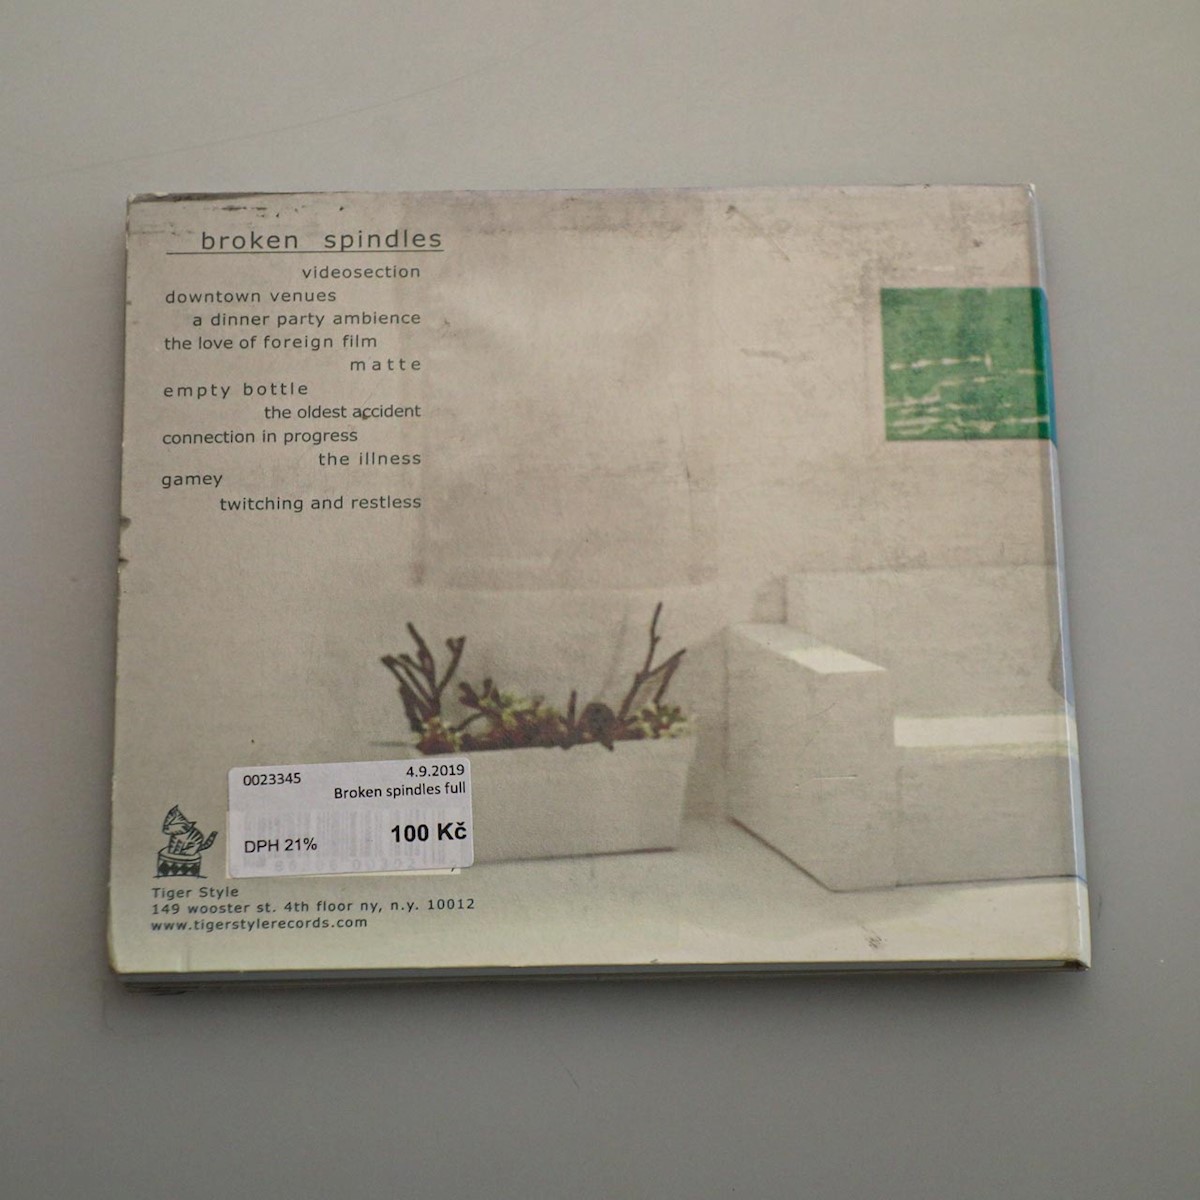 broken spindles
videosection
downtown venues
a dinner party ambience
the love of foreign film
matte
empty bottle
the oldest accident
connection in progress
the illness
gamey
twitching and restless
0023345 4.9.2019
Broken spindles full
DPH 21% 100 Kč
Tiger Style
149 wooster st. 4th floor ny, n.y. 10012
www.tigerstylerecords.com